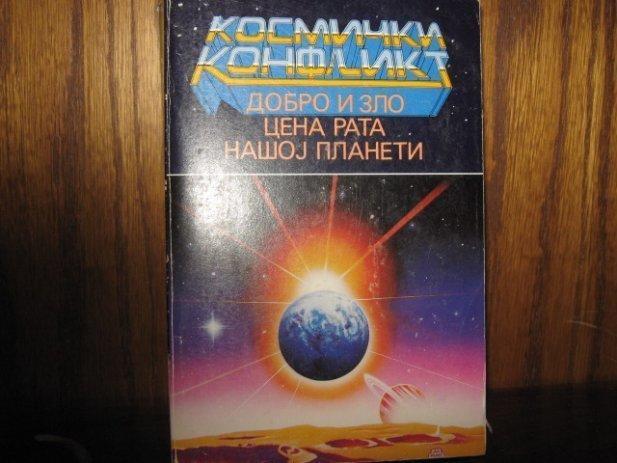 КОСМИЧКИ
КОНФЛИКТ
ДОБРО И ЗЛО
ЦЕНА РАТА
НАШОЈ ПЛАНЕТИ